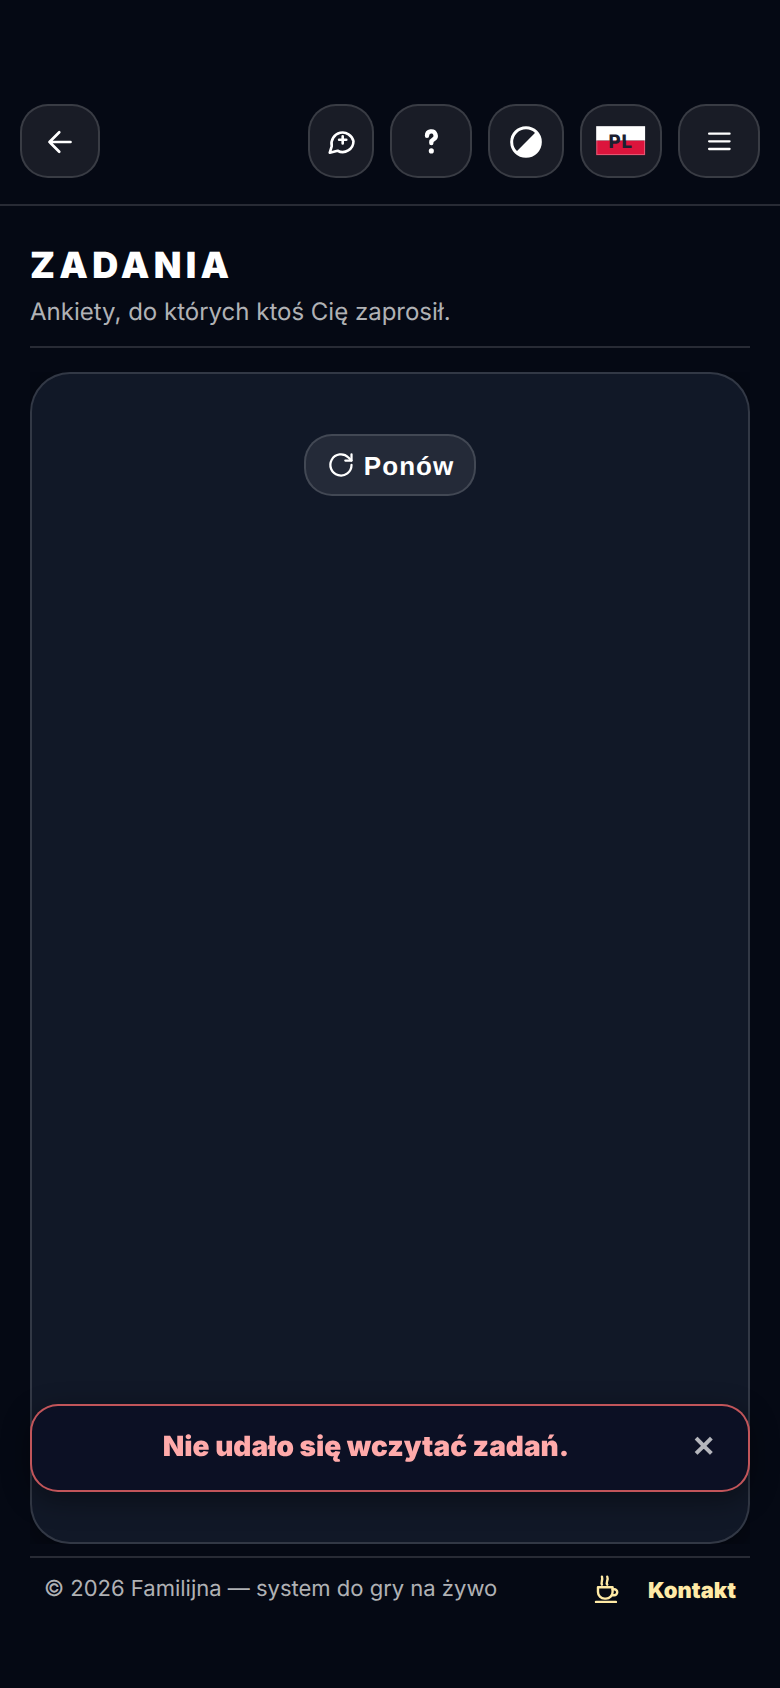 ?
PL
ZADANIA
Ankiety, do których ktoś Cię zaprosił.
Ponów
Nie udało się wczytać zadań. ✕
© 2026 Familijna — system do gry na żywo
Kontakt